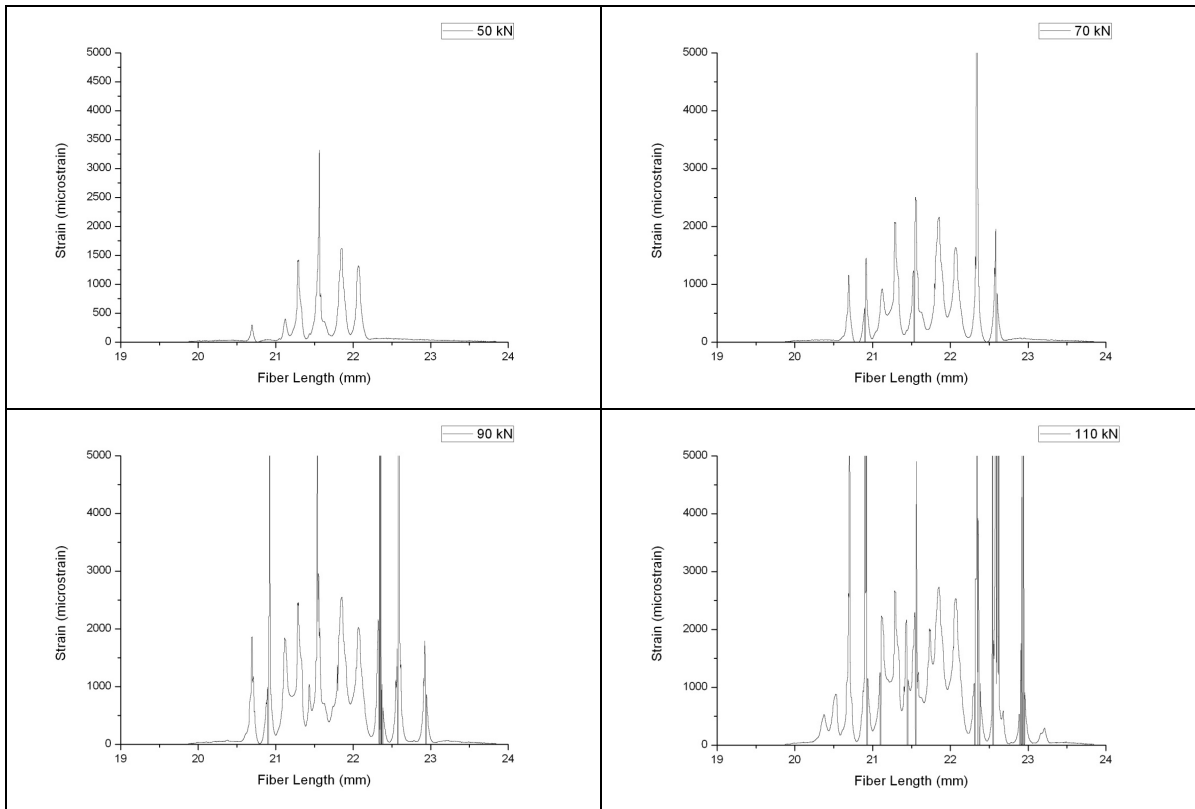 50 kN
5000
4500
4000
3500
3000
2500
2000
1500
1000
500
0
19 20 21 22 23 24
Strain (microstrain)
Fiber Length (mm)
70 kN
5000
4000
3000
2000
1000
0
19 20 21 22 23 24
Strain (microstrain)
Fiber Length (mm)
90 kN
5000
4000
3000
2000
1000
0
19 20 21 22 23 24
Strain (microstrain)
Fiber Length (mm)
110 kN
5000
4000
3000
2000
1000
0
19 20 21 22 23 24
Strain (microstrain)
Fiber Length (mm)